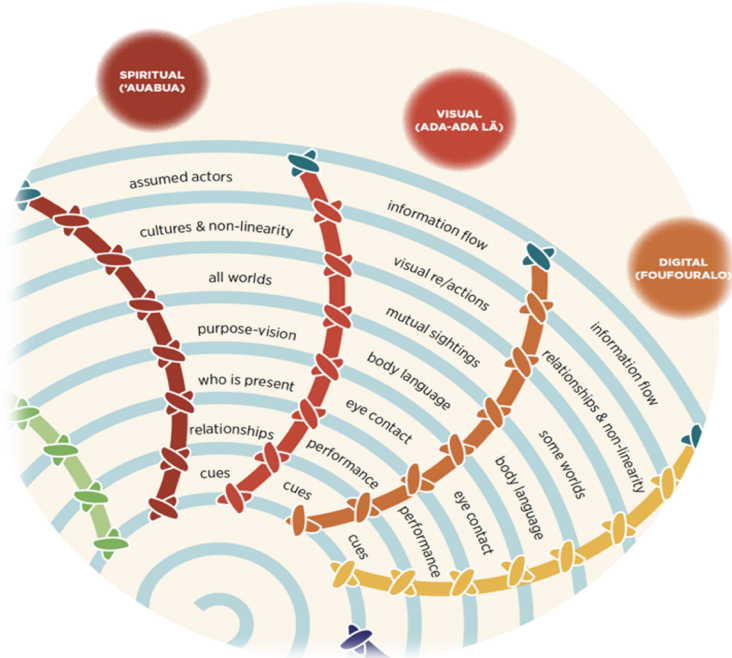 SPIRITUAL
('AUABUA)
VISUAL
(ADA-ADA LĀ)
DIGITAL
(FOUFOURALO)
assumed actors
cultures & non-linearity
all worlds
purpose-vision
who is present
relationships
cues
information flow
visual re/actions
mutual sightings
body language
eye contact
performance
cues
information flow
relationships & non-linearity
some worlds
body language
eye contact
performance
cues